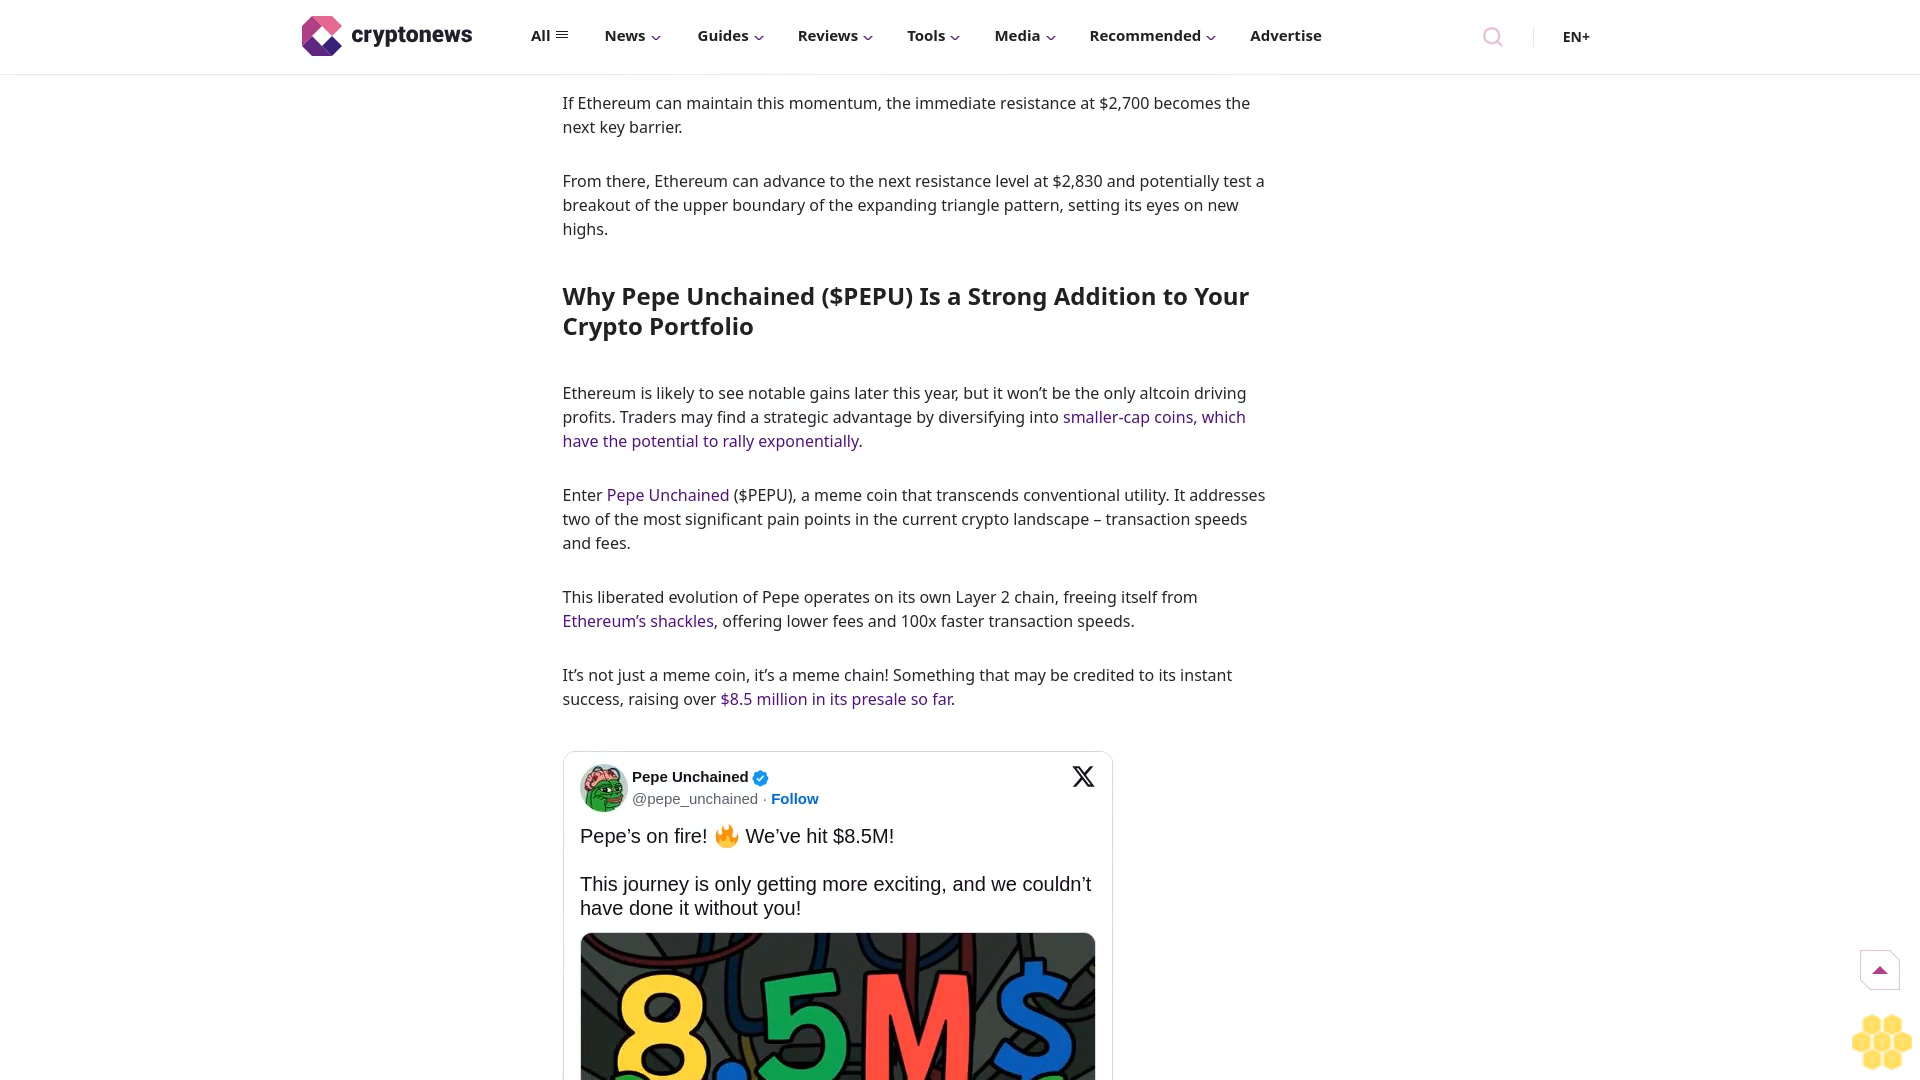 cryptonews
All
News
Guides
Reviews
Tools
Media
Recommended
Advertise
EN+
If Ethereum can maintain this momentum, the immediate resistance at $2,700 becomes the
next key barrier.
From there, Ethereum can advance to the next resistance level at $2,830 and potentially test a
breakout of the upper boundary of the expanding triangle pattern, setting its eyes on new
highs.
Why Pepe Unchained ($PEPU) Is a Strong Addition to Your
Crypto Portfolio
Ethereum is likely to see notable gains later this year, but it won’t be the only altcoin driving
profits. Traders may find a strategic advantage by diversifying into smaller-cap coins, which
have the potential to rally exponentially.
Enter Pepe Unchained ($PEPU), a meme coin that transcends conventional utility. It addresses
two of the most significant pain points in the current crypto landscape – transaction speeds
and fees.
This liberated evolution of Pepe operates on its own Layer 2 chain, freeing itself from
Ethereum’s shackles, offering lower fees and 100x faster transaction speeds.
It’s not just a meme coin, it’s a meme chain! Something that may be credited to its instant
success, raising over $8.5 million in its presale so far.
Pepe Unchained
@pepe_unchained · Follow
Pepe’s on fire! 🔥 We’ve hit $8.5M!
This journey is only getting more exciting, and we couldn’t
have done it without you!
8.5M$